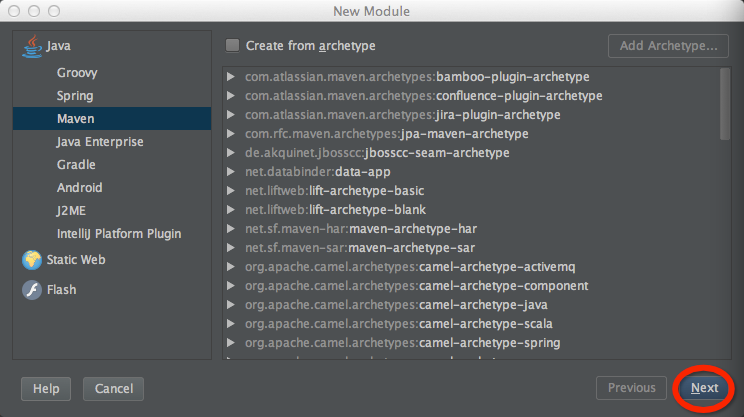 New Module
Java
Groovy
Spring
Maven
Java Enterprise
Gradle
Android
J2ME
IntelliJ Platform Plugin
Static Web
Flash
Create from archetype
Add Archetype...
com.atlassian.maven.archetypes:bamboo-plugin-archetype
com.atlassian.maven.archetypes:confluence-plugin-archetype
com.atlassian.maven.archetypes:jira-plugin-archetype
com.rfc.maven.archetypes:jpa-maven-archetype
de.akquinet.jbosscc:jbosscc-seam-archetype
net.databinder:data-app
net.liftweb:lift-archetype-basic
net.liftweb:lift-archetype-blank
net.sf.maven-har:maven-archetype-har
net.sf.maven-sar:maven-archetype-sar
org.apache.camel.archetypes:camel-archetype-activemq
org.apache.camel.archetypes:camel-archetype-component
org.apache.camel.archetypes:camel-archetype-java
org.apache.camel.archetypes:camel-archetype-scala
org.apache.camel.archetypes:camel-archetype-spring
Help
Cancel
Previous
Next